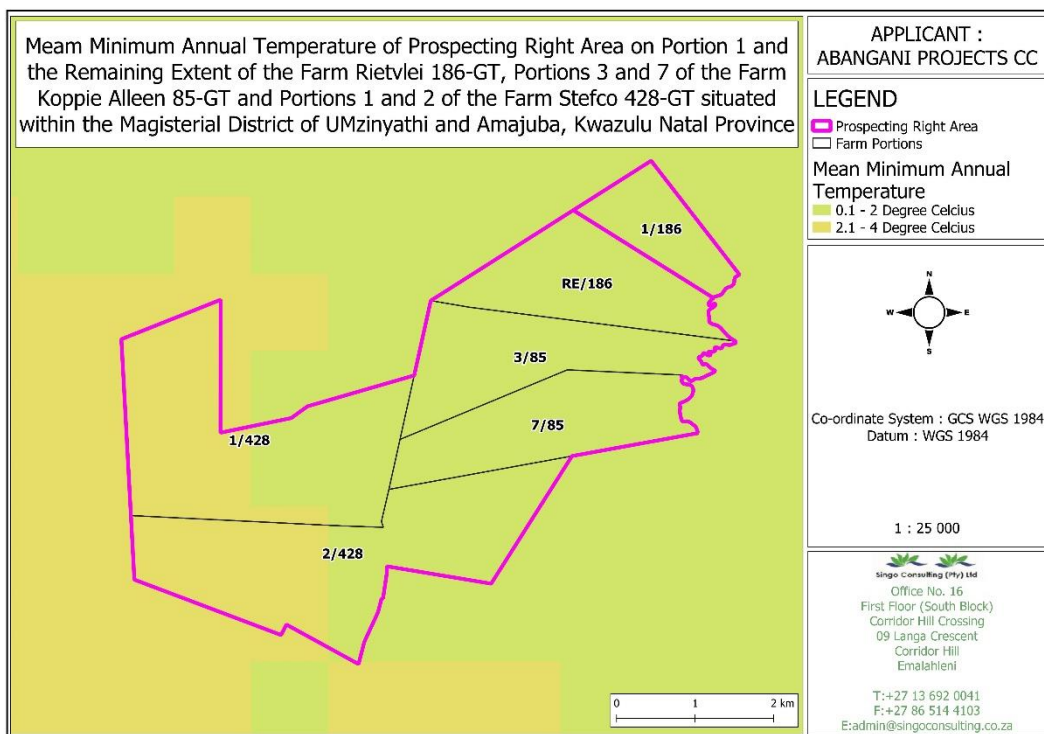 Meam Minimum Annual Temperature of Prospecting Right Area on Portion 1 and
the Remaining Extent of the Farm Rietvlei 186-GT, Portions 3 and 7 of the Farm
Koppie Alleen 85-GT and Portions 1 and 2 of the Farm Stefco 428-GT situated
within the Magisterial District of UMzinyathi and Amajuba, Kwazulu Natal Province
1/186
RE/186
3/85
7/85
1/428
2/428
0 1 2 km
APPLICANT :
ABANGANI PROJECTS CC
LEGEND
Prospecting Right Area
Farm Portions
Mean Minimum Annual
Temperature
0.1 - 2 Degree Celcius
2.1 - 4 Degree Celcius
N
W E
S
Co-ordinate System : GCS WGS 1984
Datum : WGS 1984
1 : 25 000
Singo Consulting (Pty) Ltd
Office No. 16
First Floor (South Block)
Corridor Hill Crossing
09 Langa Crescent
Corridor Hill
Emalahleni
T:+27 13 692 0041
F:+27 86 514 4103
E:admin@singoconsulting.co.za